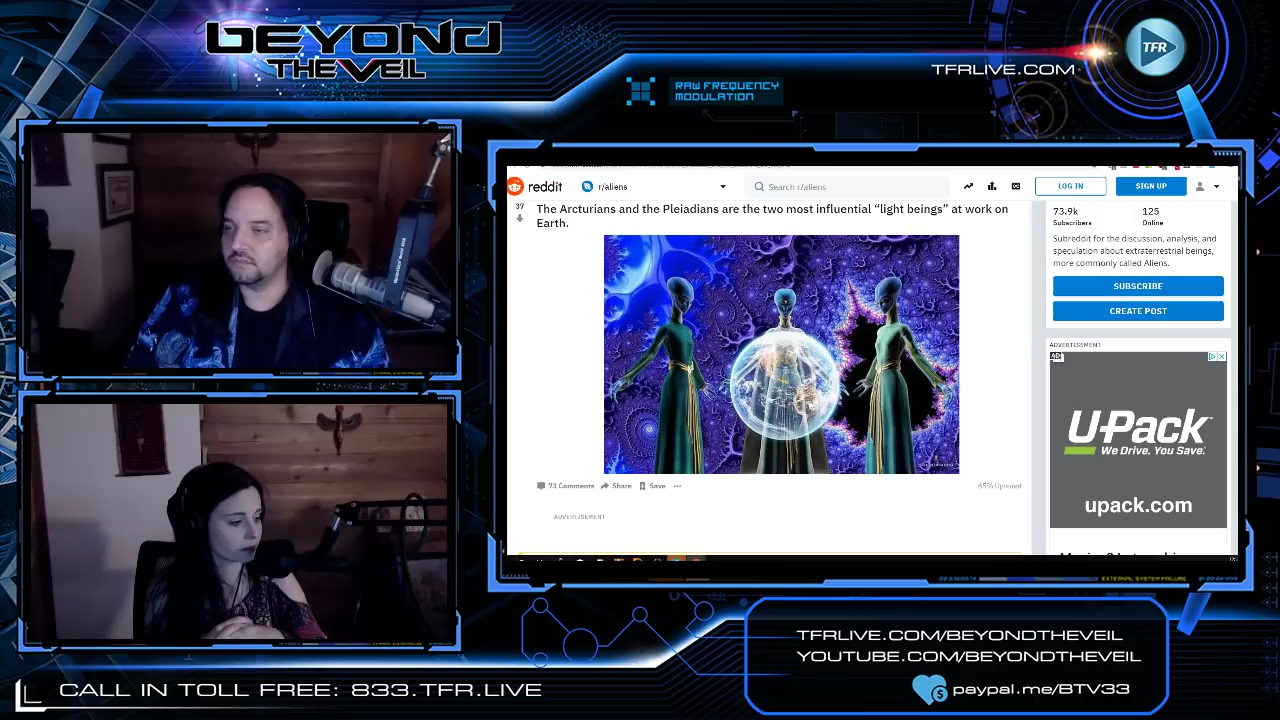 BEYOND
THE VEIL
TFRLIVE.COM
TFR
RAW FREQUENCY
MODULATION
reddit
r/aliens
Search r/aliens
LOG IN
SIGN UP
37
The Arcturians and the Pleiadians are the two most influential “light beings” at work on
Earth.
73 Comments
Share
Save
65% Upvoted
ADVERTISEMENT
73.9k
125
Subscribers
Online
Subreddit for the discussion, analysis, and
speculation about extraterrestrial beings,
more commonly called Aliens.
SUBSCRIBE
CREATE POST
ADVERTISEMENT
AD
U-Pack
We Drive. You Save.
upack.com
TFRLIVE.COM/BEYONDTHEVEIL
YOUTUBE.COM/BEYONDTHEVEIL
paypal.me/BTV33
CALL IN TOLL FREE: 833.TFR.LIVE